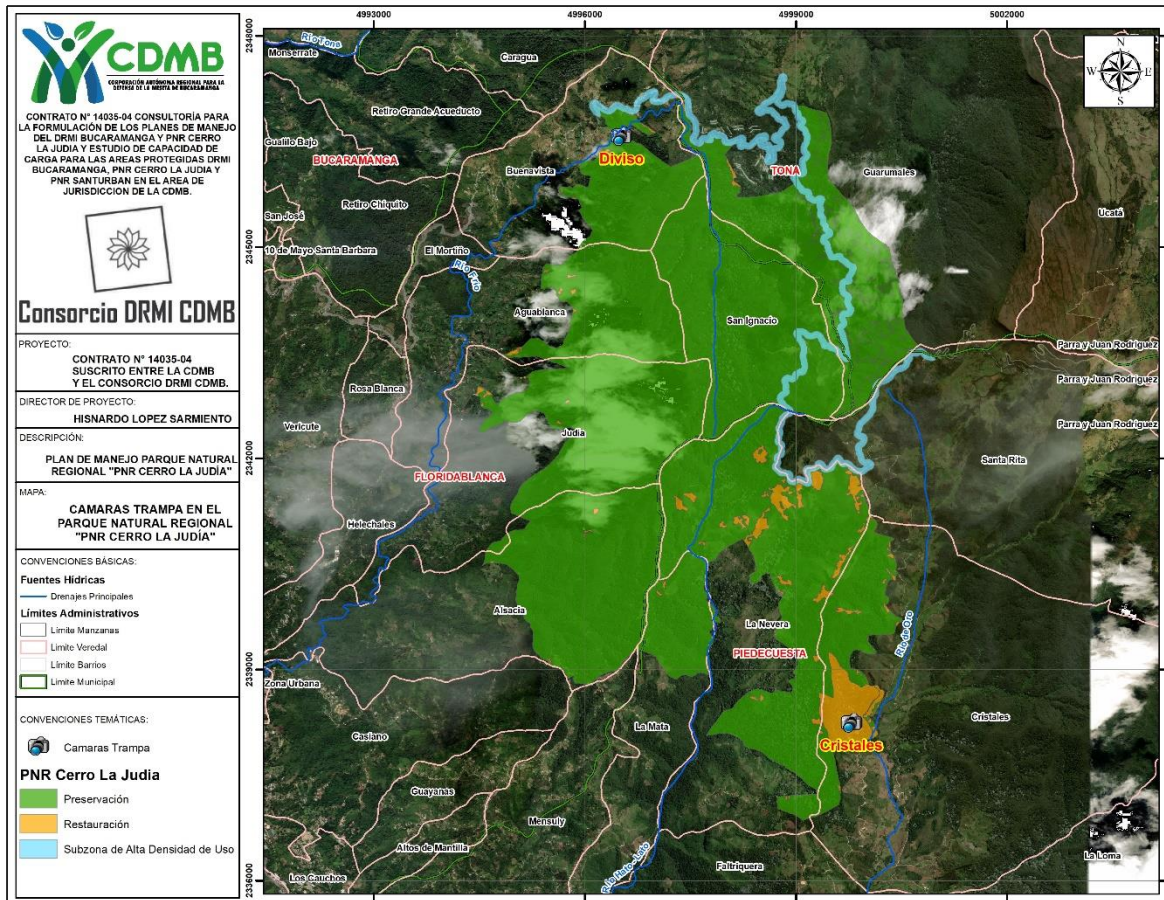 CDMB
CORPORACIÓN AUTÓNOMA REGIONAL PARA LA
DEFENSA DE LA MESETA DE BUCARAMANGA
CONTRATO N° 14035-04 CONSULTORÍA PARA
LA FORMULACIÓN DE LOS PLANES DE MANEJO
DEL DRMI BUCARAMANGA Y PNR CERRO
LA JUDIA Y ESTUDIO DE CAPACIDAD DE
CARGA PARA LAS AREAS PROTEGIDAS DRMI
BUCARAMANGA, PNR CERRO LA JUDIA Y
PNR SANTURBAN EN EL AREA DE
JURISDICCION DE LA CDMB.
Consorcio DRMI CDMB
PROYECTO:
CONTRATO N° 14035-04
SUSCRITO ENTRE LA CDMB
Y EL CONSORCIO DRMI CDMB.
DIRECTOR DE PROYECTO:
HISNARDO LOPEZ SARMIENTO
DESCRIPCIÓN:
PLAN DE MANEJO PARQUE NATURAL
REGIONAL "PNR CERRO LA JUDÍA"
MAPA:
CAMARAS TRAMPA EN EL
PARQUE NATURAL REGIONAL
"PNR CERRO LA JUDÍA"
CONVENCIONES BÁSICAS:
Fuentes Hídricas
Drenajes Principales
Límites Administrativos
Límite Manzanas
Límite Veredal
Límite Barrios
Límite Municipal
CONVENCIONES TEMÁTICAS:
Camaras Trampa
PNR Cerro La Judia
Preservación
Restauración
Subzona de Alta Densidad de Uso
4993000
4996000
4999000
5002000
2348000
2345000
2342000
2339000
2336000
N
W
E
S
Río Tona
Monserrate
Caragua
Retiro Grande Acueducto
Gualilo Bajo
BUCARAMANGA
Diviso
Buenavista
TONA
Guarumales
Retiro Chiquito
San José
Ucatá
10 de Mayo Santa Barbara
El Mortiño
Río Frío
Aguablanca
San Ignacio
Parra y Juan Rodriguez
Parra y Juan Rodriguez
Rosa Blanca
Parra y Juan Rodriguez
Vericute
Judia
Santa Rita
FLORIDABLANCA
Helechales
Alsacia
La Nevera
PIEDECUESTA
Río de Oro
Zona Urbana
Casiano
La Mata
Cristales
Cristales
Guayanas
Mensuly
Altos de Mantilla
Los Cauchos
Faltriquera
La Loma
Río Hato - Lato